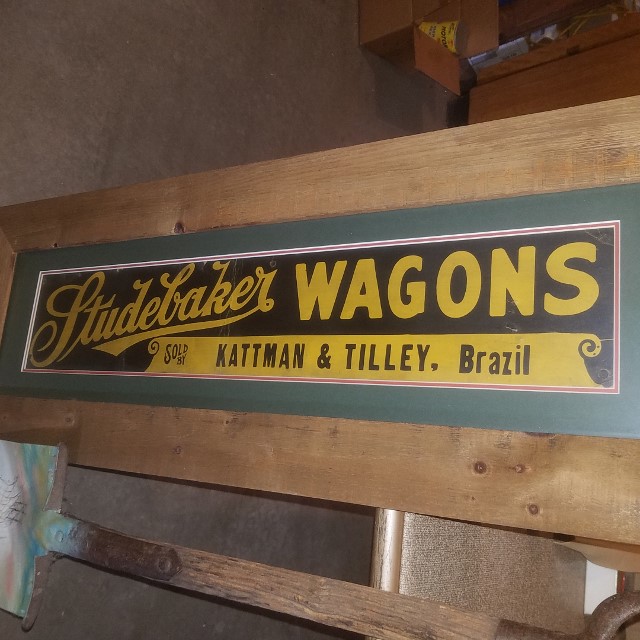 Studebaker WAGONS
SOLD BY KATTMAN & TILLEY, Brazil